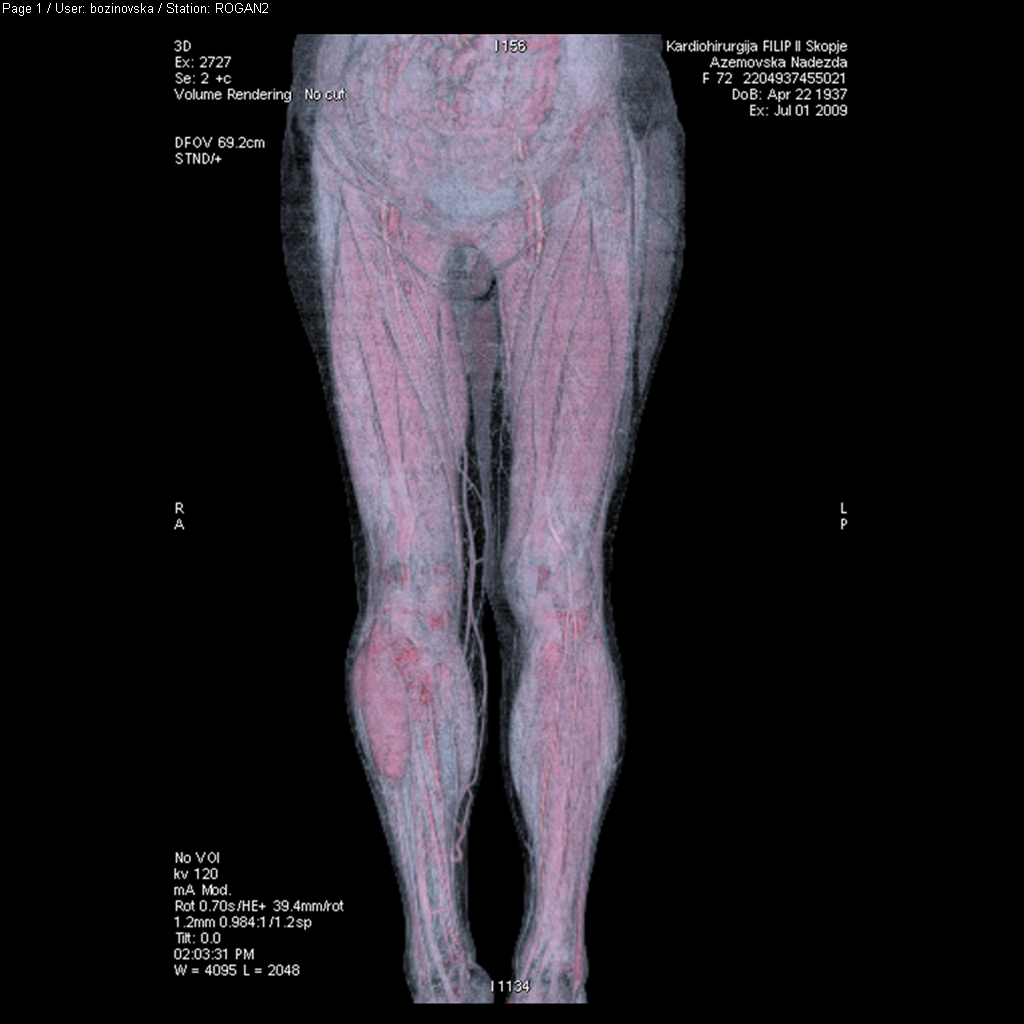 Page 1 / User: bozinovska / Station: ROGAN2
3D
Ex: 2727
Se: 2 +c
Volume Rendering No cut
DFOV 69.2cm
STND/+
I 156
Kardiohirurgija FILIP II Skopje
Azemovska Nadezda
F 72 2204937455021
DoB: Apr 22 1937
Ex: Jul 01 2009
R
A
L
P
No VOI
kv 120
mA Mod.
Rot 0.70s/HE+ 39.4mm/rot
1.2mm 0.984:1/1.2sp
Tilt: 0.0
02:03:31 PM
W = 4095 L = 2048
I 1134